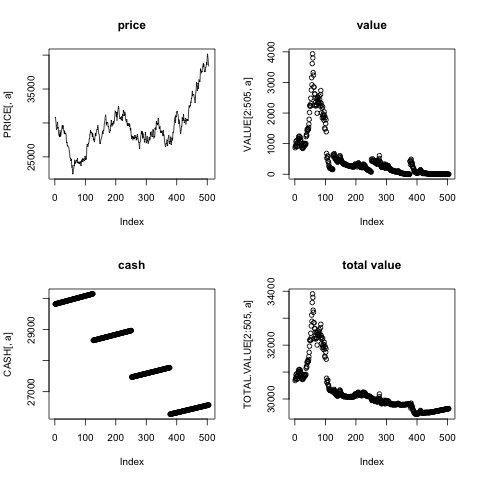 price
PRICE[, a]
25000 35000
0 100 200 300 400 500
Index
value
VALUE[2:505, a]
0 1000 2000 3000 4000
0 100 200 300 400 500
Index
cash
CASH[, a]
27000 29000
0 100 200 300 400 500
Index
total value
TOTAL.VALUE[2:505, a]
30000 32000 34000
0 100 200 300 400 500
Index